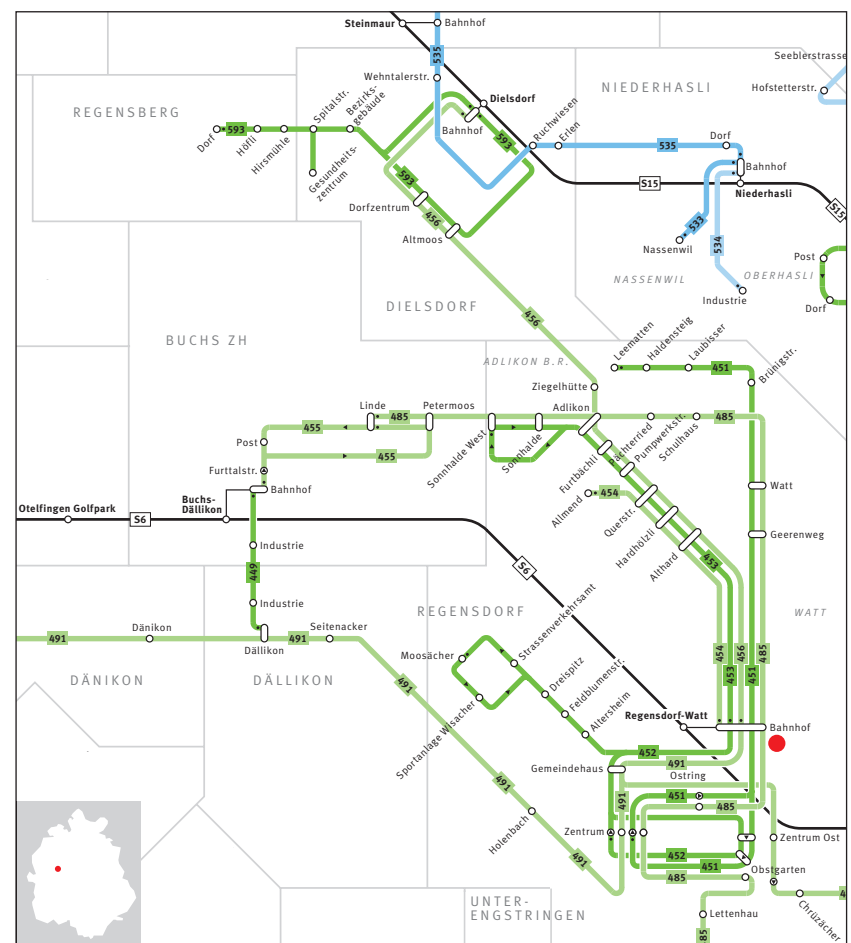 Steinmaur
Bahnhof
535
Wehntalerstr.
Seeblerstrasse
Hofstetterstr.
NIEDERHASLI
REGENSBERG
Dielsdorf
Bahnhof
593
Ruchwiesen
Erlen
535
Dorf
Bahnhof
Niederhasli
S15
S15
Dorf
593
Höfli
Hirsmühle
Spitalstr.
Bezirks-
gebäude
Gesundheits-
zentrum
593
Dorfzentrum
456
Altmoos
533
534
Nassenwil
NASSENWIL
OBERHASLI
Industrie
Post
Dorf
DIELSDORF
456
BUCHS ZH
ADLIKON B.R.
Leematten
Haldensteig
Laubisser
451
Brünigstr.
Ziegelhütte
Linde
485
Petermoos
Adlikon
485
455
455
Post
Furttalstr.
Bahnhof
Sonnhalde West
Sonnhalde
Furtbächli
Pächterried
Pumpwerkstr.
Schulhaus
Allmend
454
Querstr.
Hardhölzli
Althard
453
Watt
Geerenweg
Otelfingen Golfpark
S6
Buchs-
Dällikon
S6
Industrie
449
Industrie
491
Dänikon
Dällikon
491
Seitenacker
DÄNIKON
DÄLLIKON
REGENSDORF
WATT
Strassenverkehrsamt
Moosächer
Dreispitz
Feldblumenstr.
Altersheim
Sportanlage Wisacher
491
454
453
456
451
485
Regensdorf-Watt
Bahnhof
452
491
Gemeindehaus
Ostring
491
451
485
491
Holenbach
Zentrum
Zentrum Ost
491
452
451
485
Obstgarten
Chrüzächer
4
Lettenhau
85
UNTER-
ENGSTRINGEN